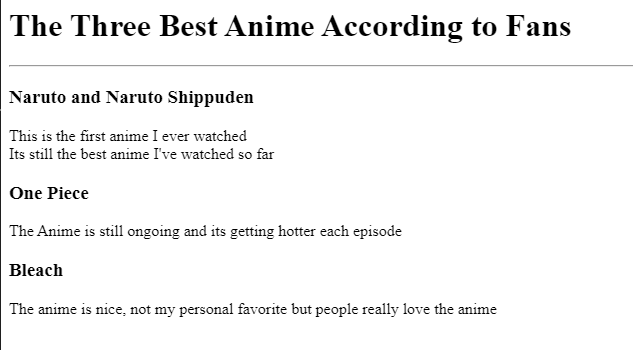 The Three Best Anime According to Fans
Naruto and Naruto Shippuden
This is the first anime I ever watched
Its still the best anime I've watched so far
One Piece
The Anime is still ongoing and its getting hotter each episode
Bleach
The anime is nice, not my personal favorite but people really love the anime